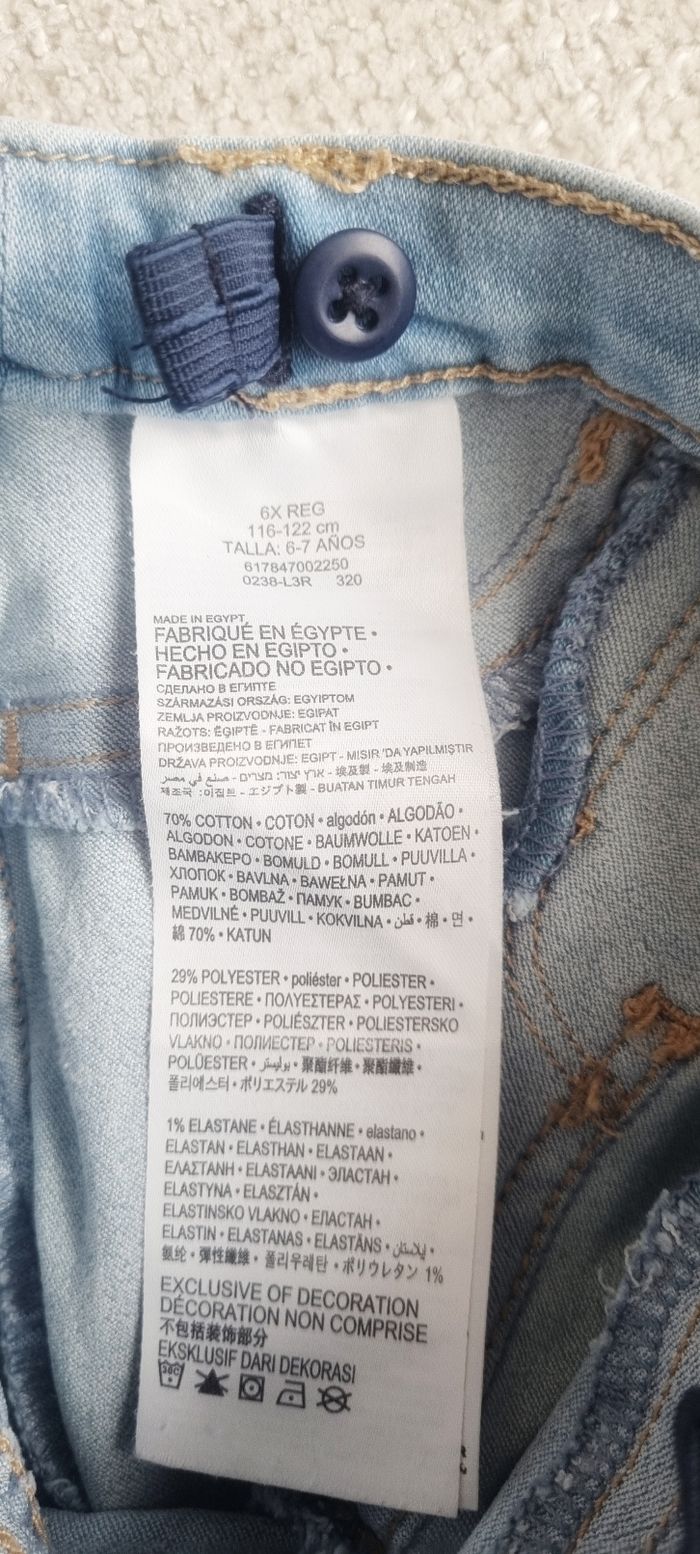 6X REG
116-122 cm
TALLA: 6-7 AÑOS
617847002250
0238-L3R 320
MADE IN EGYPT
FABRIQUÉ EN ÉGYPTE •
HECHO EN EGIPTO •
FABRICADO NO EGIPTO •
СДЕЛАНО В ЕГИПТЕ
SZÁRMAZÁSI ORSZÁG: EGYIPTOM
ZEMLJA PROIZVODNJE: EGIPAT
RAŽOTS: ĒĢIPTĒ - FABRICAT ÎN EGIPT
ПРОИЗВЕДЕНО В ЕГИПЕТ
DRŽAVA PROIZVODNJE: EGIPT - MISIR 'DA YAPILMIŞTIR
صنع في مصر - ארץ יצור: מצרים - 埃及製 - 埃及制造
제조국 :이집트 - エジプト製 - BUATAN TIMUR TENGAH
70% COTTON • COTON • algodón • ALGODÃO •
ALGODON • COTONE • BAUMWOLLE • KATOEN •
ΒΑΜΒΑΚΕΡΟ • BOMULD • BOMULL • PUUVILLA •
ХЛОПОК • BAVLNA • BAWEŁNA • PAMUT •
PAMUK • BOMBAŽ • ПАМУК • BUMBAC •
MEDVILNĖ • PUUVILL • KOKVILNA • قطن • 棉 • 면 •
綿 70% • KATUN
29% POLYESTER • poliéster • POLIESTER •
POLIESTERE • ΠΟΛΥΕΣΤΕΡΑΣ • POLYESTERI •
ПОЛИЭСТЕР • POLIÉSZTER • POLIESTERSKO
VLAKNO • ПОЛИЕСТЕР • POLIESTERIS •
POLÜESTER • بوليستر • 聚酯纤维 • 聚酯纖維 •
폴리에스터 • ポリエステル 29%
1% ELASTANE • ÉLASTHANNE • elastano •
ELASTAN • ELASTHAN • ELASTAAN •
ΕΛΑΣΤΑΝΗ • ELASTAANI • ЭЛАСТАН •
ELASTYNA • ELASZTÁN •
ELASTINSKO VLAKNO • ЕЛАСТАН •
ELASTIN • ELASTANAS • ELASTĀNS •
氨纶 • 彈性纖維 • 폴리우레탄 • ポリウレタン 1%
EXCLUSIVE OF DECORATION
DÉCORATION NON COMPRISE
不包括装饰部分
EKSKLUSIF DARI DEKORASI